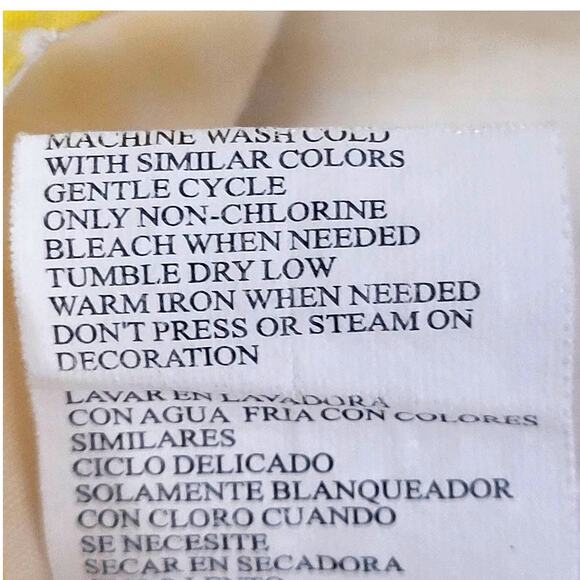 MACHINE WASH COLD
WITH SIMILAR COLORS
GENTLE CYCLE
ONLY NON-CHLORINE
BLEACH WHEN NEEDED
TUMBLE DRY LOW
WARM IRON WHEN NEEDED
DON'T PRESS OR STEAM ON
DECORATION
LAVAR EN LAVADORA
CON AGUA FRIA CON COLORES
SIMILARES
CICLO DELICADO
SOLAMENTE BLANQUEADOR
CON CLORO CUANDO
SE NECESITE
SECAR EN SECADORA